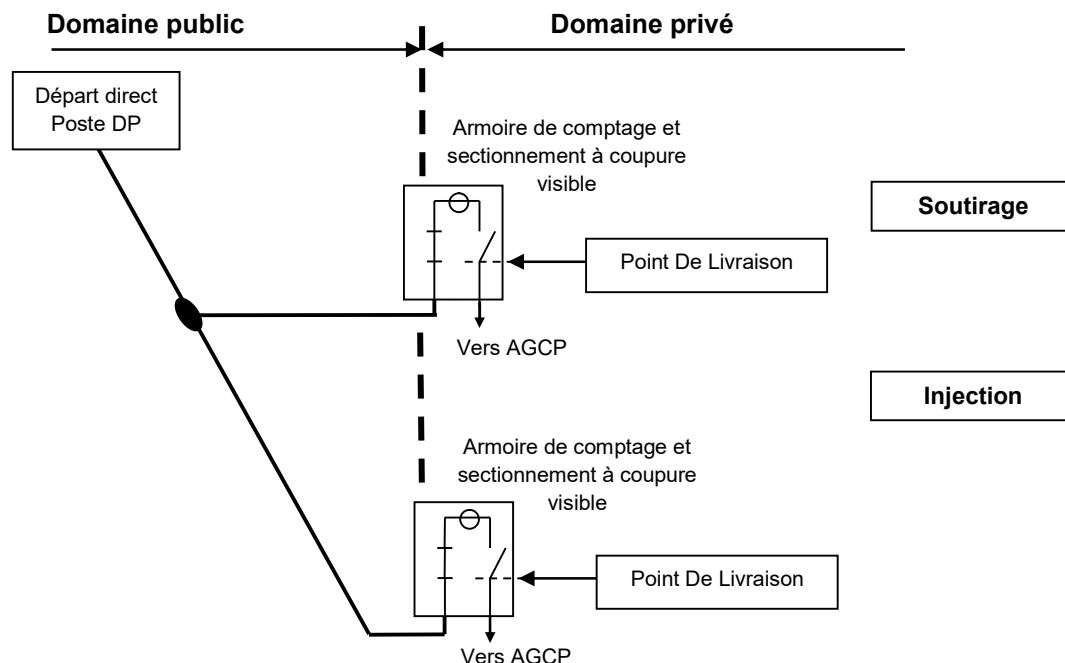 Domaine public
Domaine privé
Départ direct
Poste DP
Armoire de comptage et
sectionnement à coupure
visible
Soutirage
Point De Livraison
Vers AGCP
Injection
Armoire de comptage et
sectionnement à coupure
visible
Point De Livraison
Vers AGCP